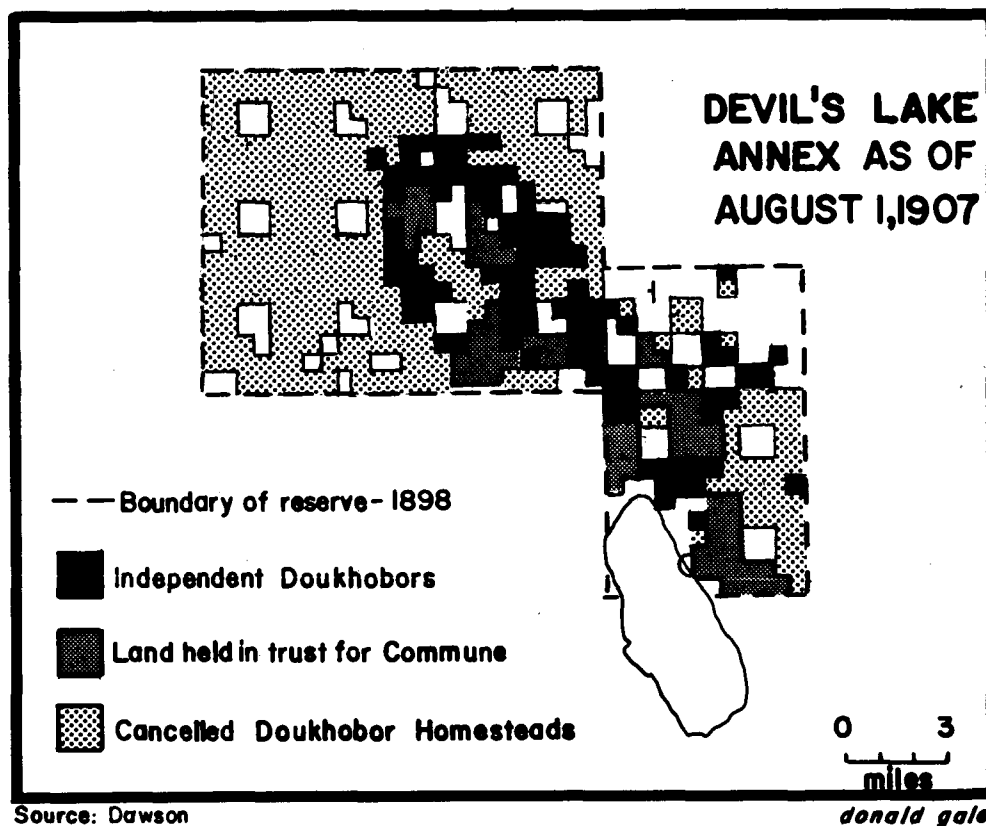 DEVIL'S LAKE
ANNEX AS OF
AUGUST 1,1907
Boundary of reserve-1898
Independent Doukhobors
Land held in trust for Commune
Cancelled Doukhobor Homesteads
0 3
miles
Source: Dawson
donald gale